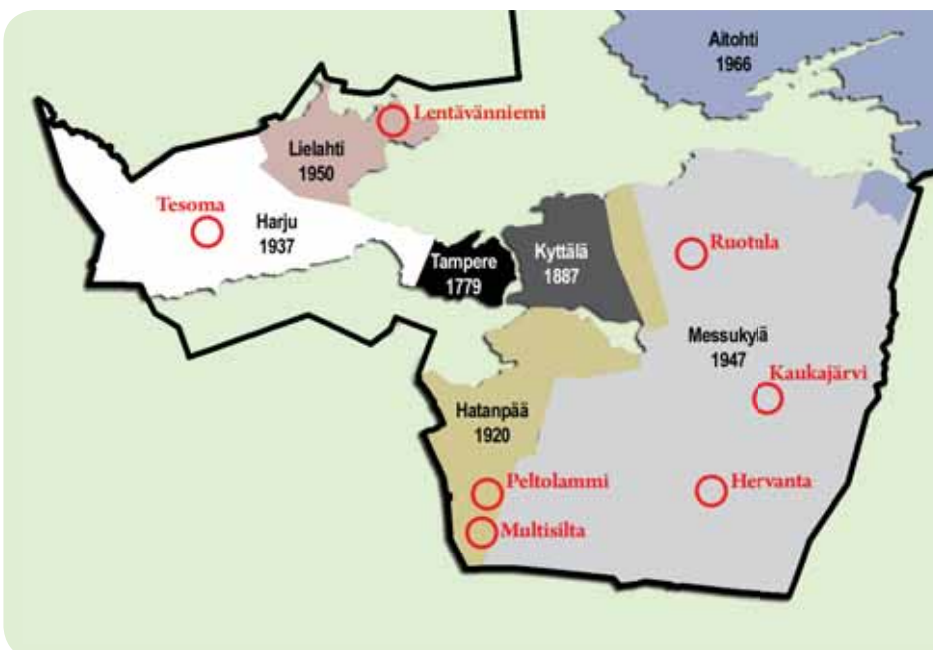 Aitohti
1966
Lentävänniemi
Lielahti
1950
Tesoma
Harju
1937
Tampere
1779
Kyttälä
1887
Ruotula
Messukylä
1947
Kaukajärvi
Hatanpää
1920
Peltolammi
Hervanta
Multisilta